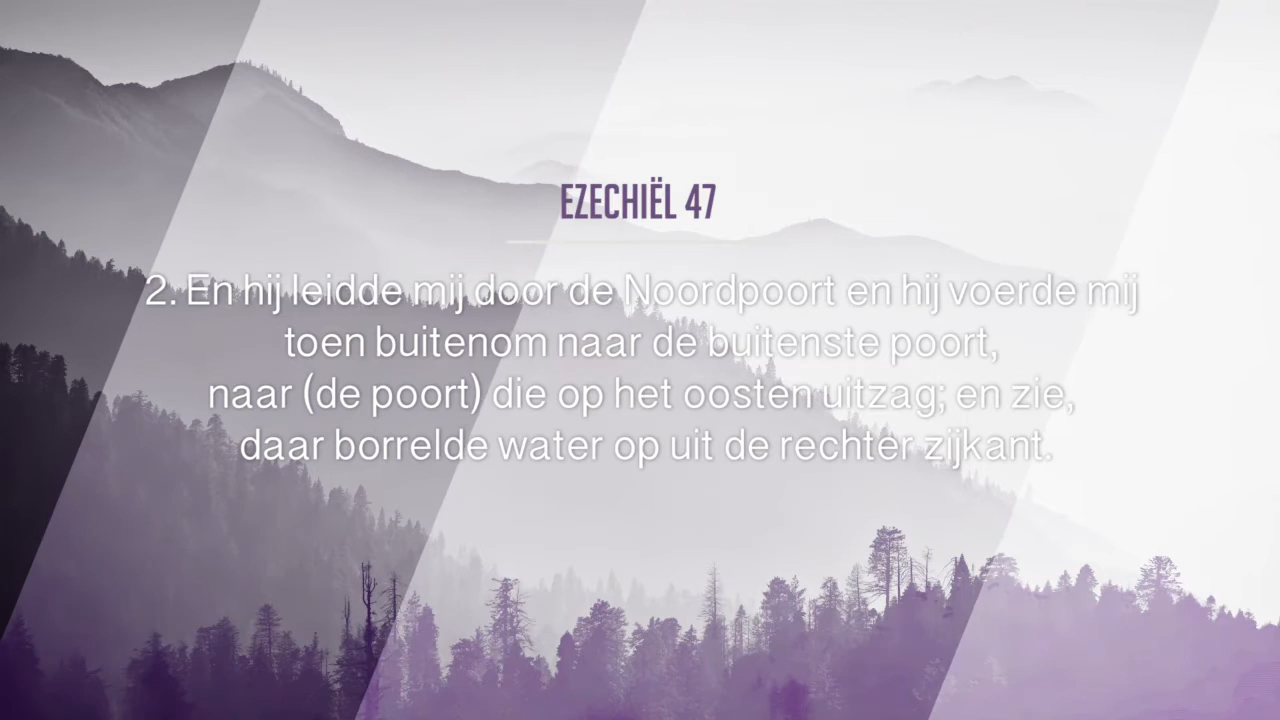 EZECHIËL 47
2. En hij leidde mij door de Noordpoort en hij voerde mij
toen buitenom naar de buitenste poort,
naar (de poort) die op het oosten uitzag; en zie,
daar borrelde water op uit de rechter zijkant.